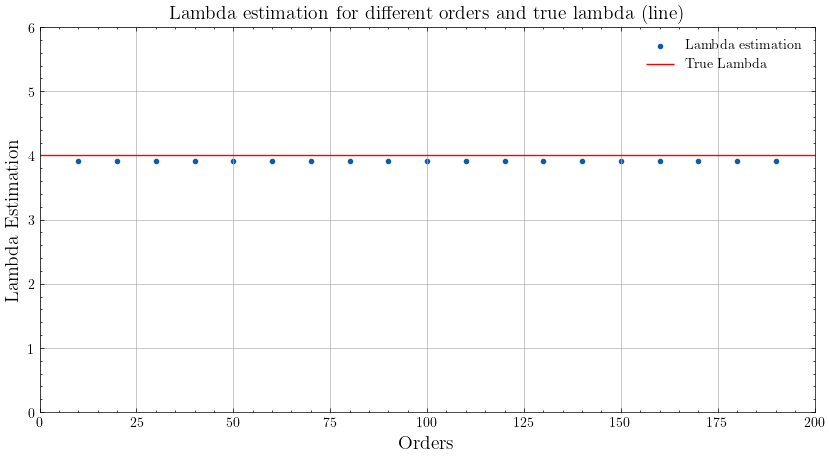 Lambda estimation for different orders and true lambda (line)
Lambda estimation
True Lambda
6
5
4
3
2
1
0
Lambda Estimation
0 25 50 75 100 125 150 175 200
Orders